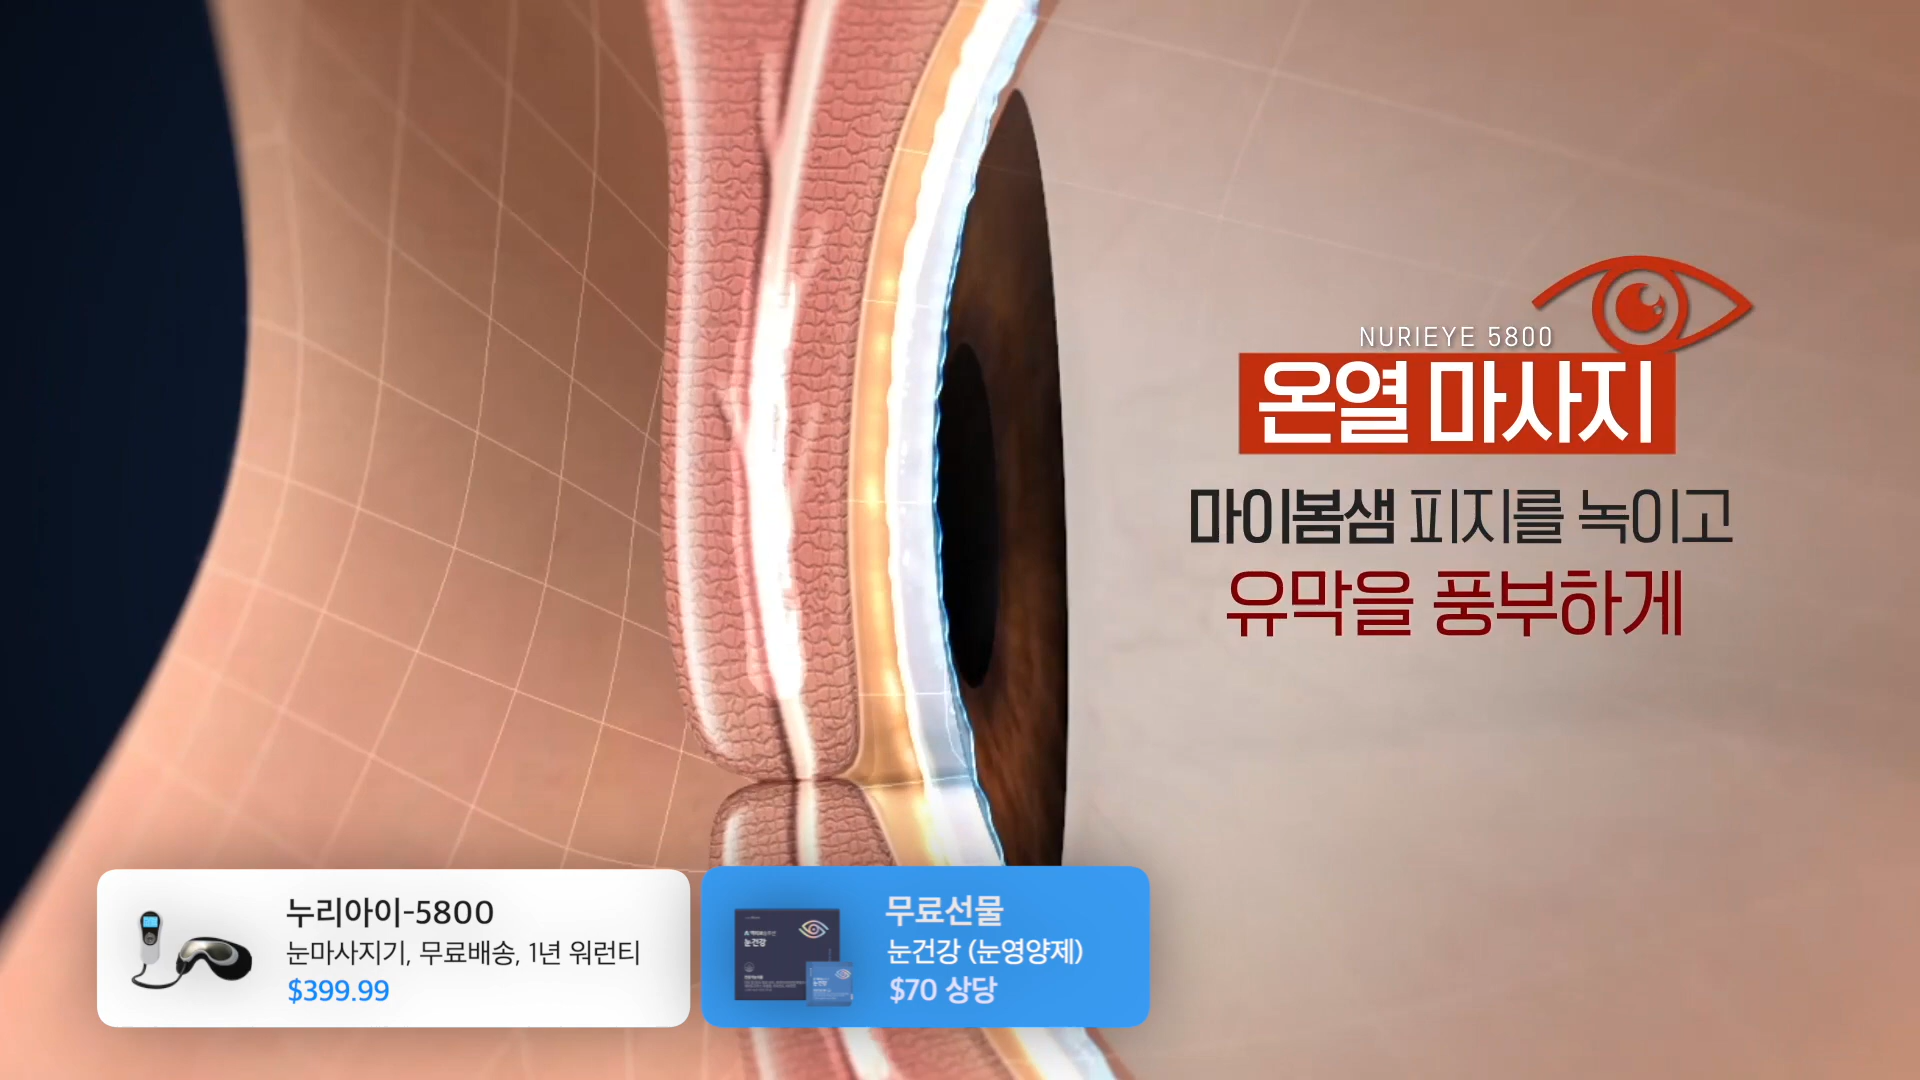 NURIEYE 5800
온열 마사지
마이봄샘 피지를 녹이고
유막을 풍부하게
누리아이-5800
눈마사지기, 무료배송, 1년 워런티
$399.99
무료선물
눈건강 (눈영양제)
$70 상당
눈건강